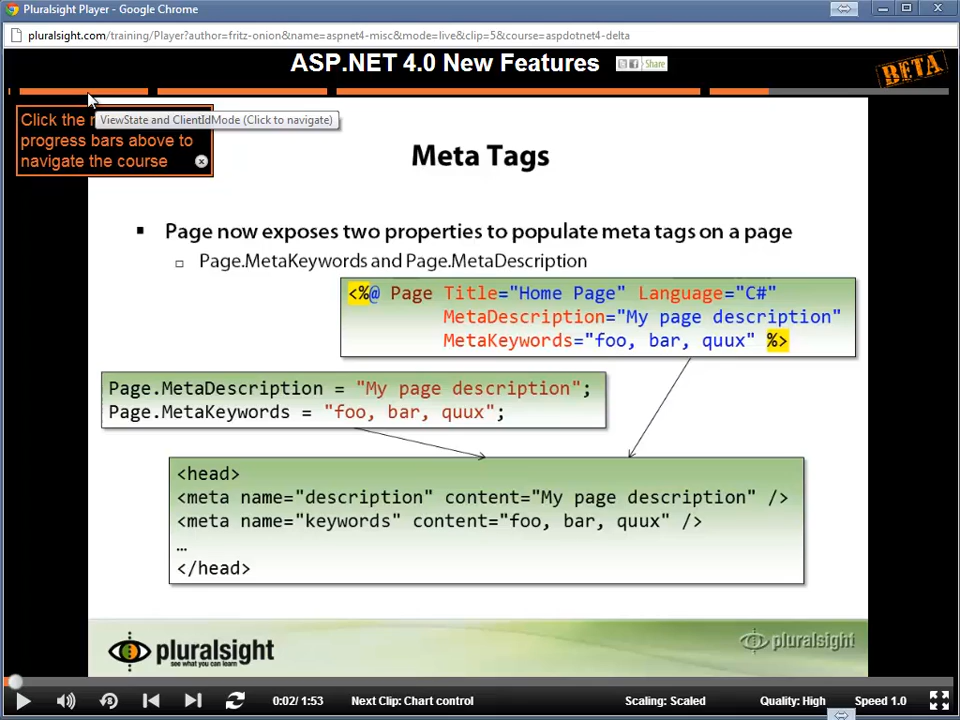 Pluralsight Player - Google Chrome
pluralsight.com/training/Player?author=fritz-onion&name=aspnet4-misc&mode=live&clip=5&course=aspdotnet4-delta
ASP.NET 4.0 New Features
Share
BETA
Click the
ViewState and ClientIdMode (Click to navigate)
progress bars above to
navigate the course
Meta Tags
Page now exposes two properties to populate meta tags on a page
Page.MetaKeywords and Page.MetaDescription
<%@ Page Title="Home Page" Language="C#"
MetaDescription="My page description"
MetaKeywords="foo, bar, quux" %>
Page.MetaDescription = "My page description";
Page.MetaKeywords = "foo, bar, quux";
<head>
<meta name="description" content="My page description" />
<meta name="keywords" content="foo, bar, quux" />
…
</head>
pluralsight
see what you can learn
pluralsight
0:02 / 1:53
Next Clip: Chart control
Scaling: Scaled
Quality: High
Speed 1.0